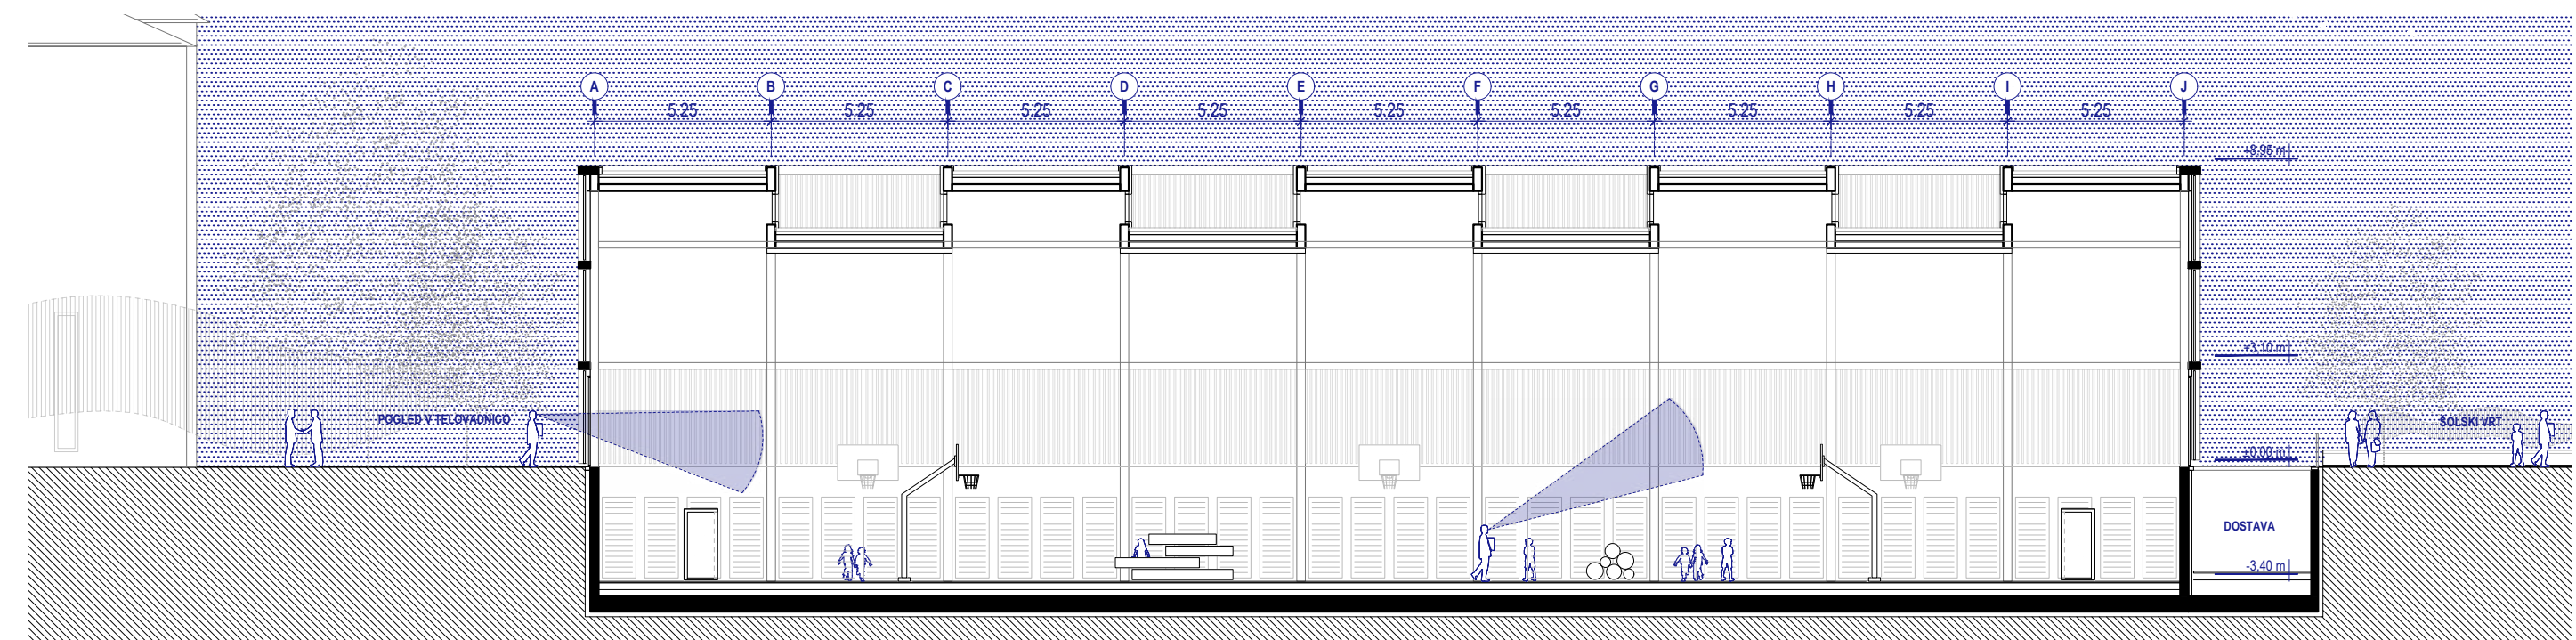 A B C D E F G H I J
5.25 5.25 5.25 5.25 5.25 5.25 5.25 5.25 5.25
+8,95 m
+3,10 m
POGLED V TELOVADNICO
ŠOLSKI VRT
±0,00 m
DOSTAVA
-3,40 m